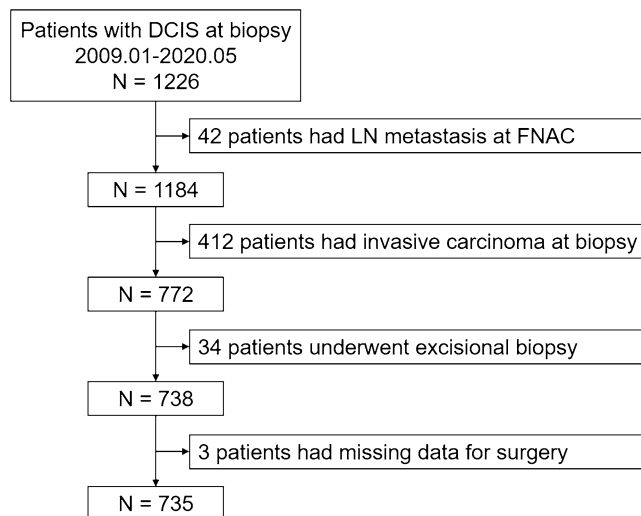 Patients with DCIS at biopsy
2009.01-2020.05
N = 1226
42 patients had LN metastasis at FNAC
N = 1184
412 patients had invasive carcinoma at biopsy
N = 772
34 patients underwent excisional biopsy
N = 738
3 patients had missing data for surgery
N = 735